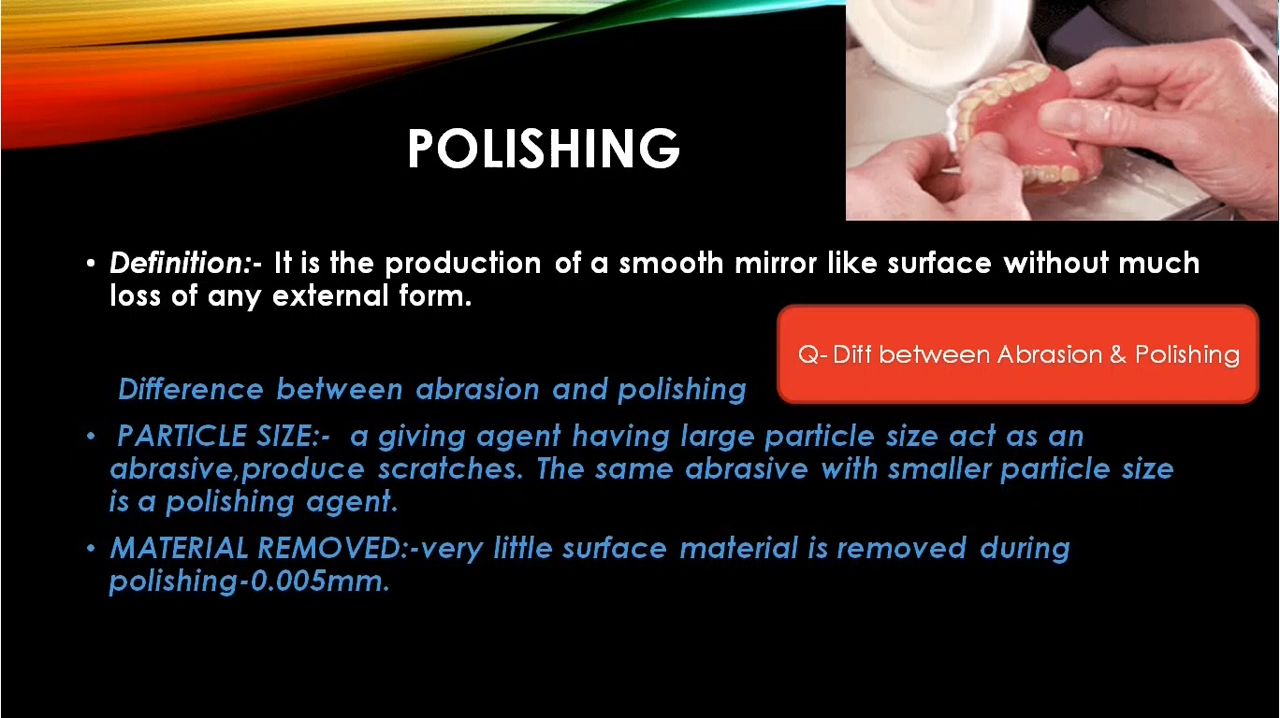 POLISHING
• Definition:- It is the production of a smooth mirror like surface without much
loss of any external form.
Q- Diff between Abrasion & Polishing
Difference between abrasion and polishing
• PARTICLE SIZE:- a giving agent having large particle size act as an
abrasive,produce scratches. The same abrasive with smaller particle size
is a polishing agent.
• MATERIAL REMOVED:-very little surface material is removed during
polishing-0.005mm.